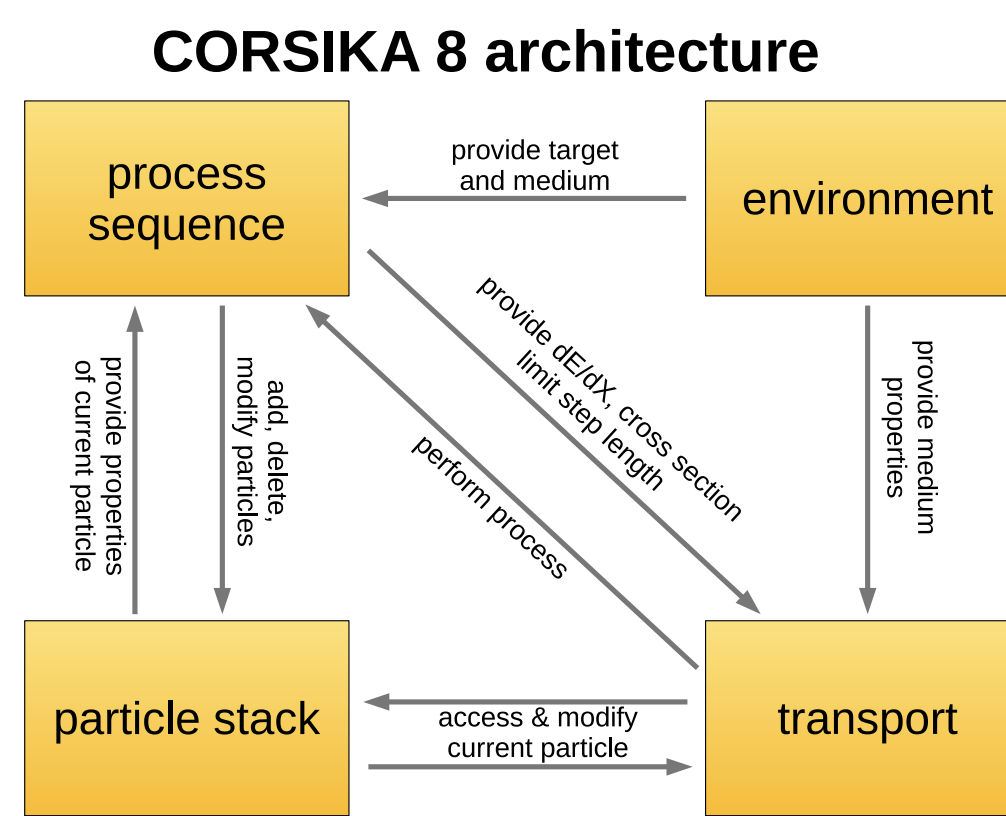 CORSIKA 8 architecture
process
sequence
provide target
and medium
environment
provide dE/dX, cross section
limit step length
perform process
provide properties
of current particle
add, delete,
modify particles
provide medium
properties
particle stack
access & modify
current particle
transport